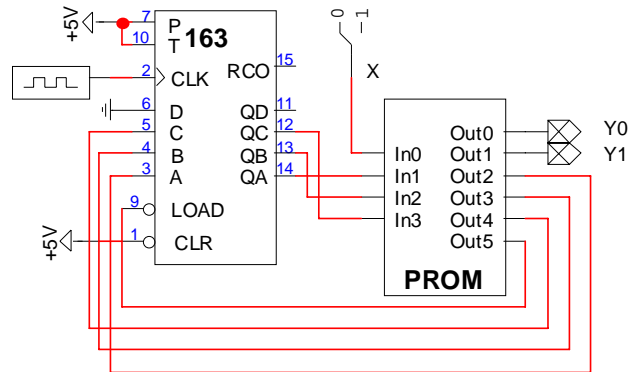 +5V
7
P
163
10
T
0
1
RCO
15
X
2
CLK
6
D
QD
11
5
C
QC
12
Out0
Y0
4
B
QB
13
In0
Out1
Y1
3
A
QA
14
In1
Out2
In2
Out3
9
LOAD
In3
Out4
Out5
+5V
1
CLR
PROM